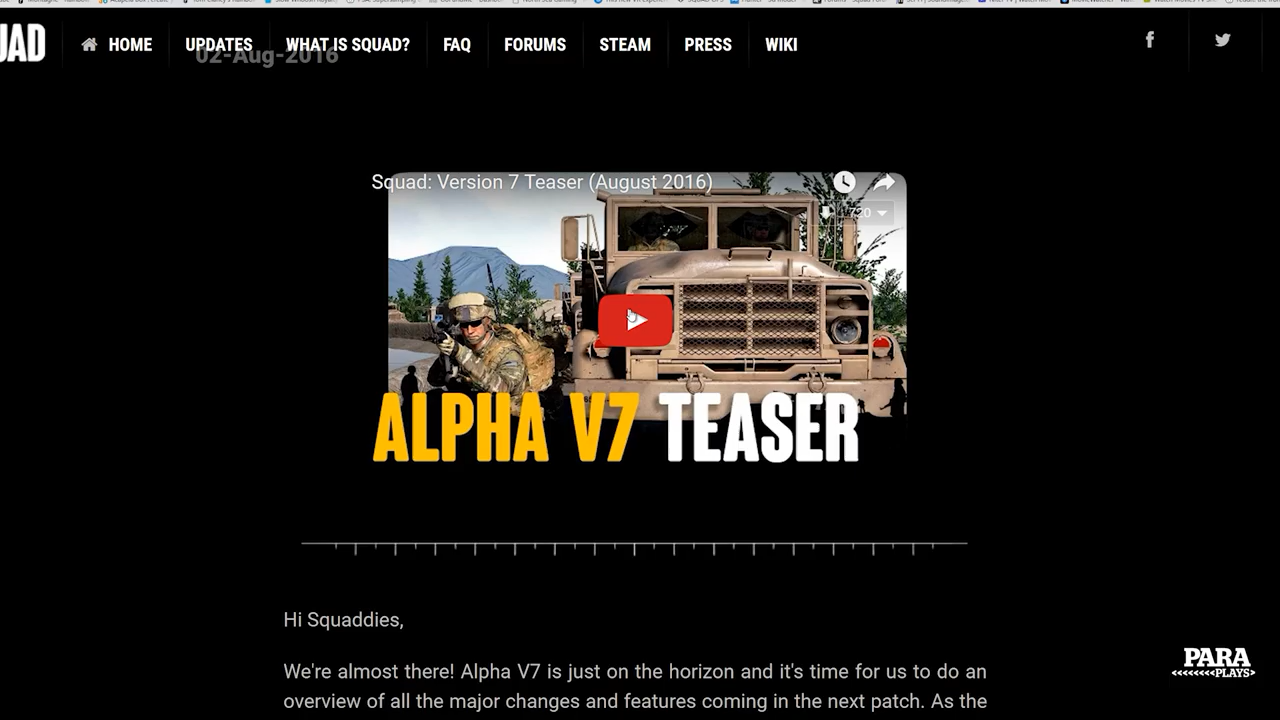 UAD
HOME UPDATES WHAT IS SQUAD? FAQ FORUMS STEAM PRESS WIKI
02-Aug-2016
Squad: Version 7 Teaser (August 2016)
720
ALPHA V7 TEASER
Hi Squaddies,
We're almost there! Alpha V7 is just on the horizon and it's time for us to do an
overview of all the major changes and features coming in the next patch. As the
PARA
PLAYS